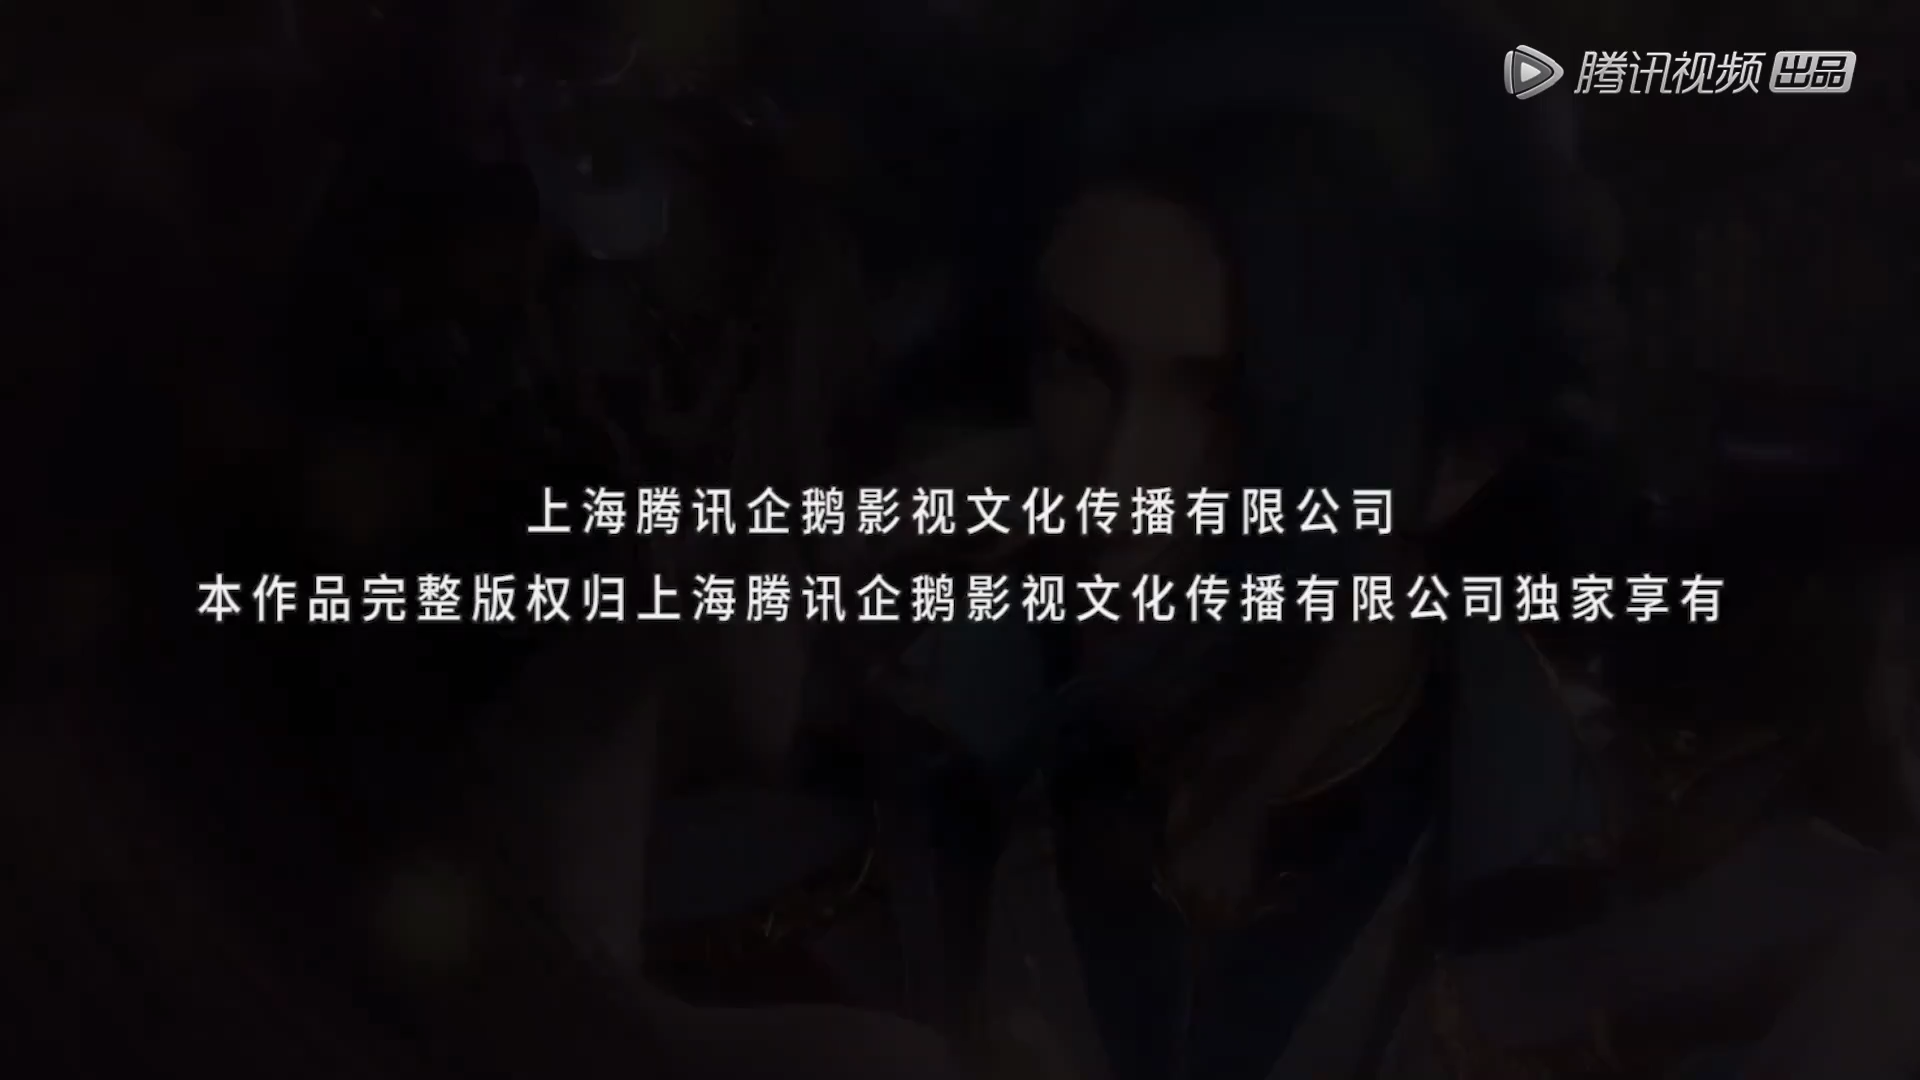 腾讯视频 出品
上海腾讯企鹅影视文化传播有限公司
本作品完整版权归上海腾讯企鹅影视文化传播有限公司独家享有